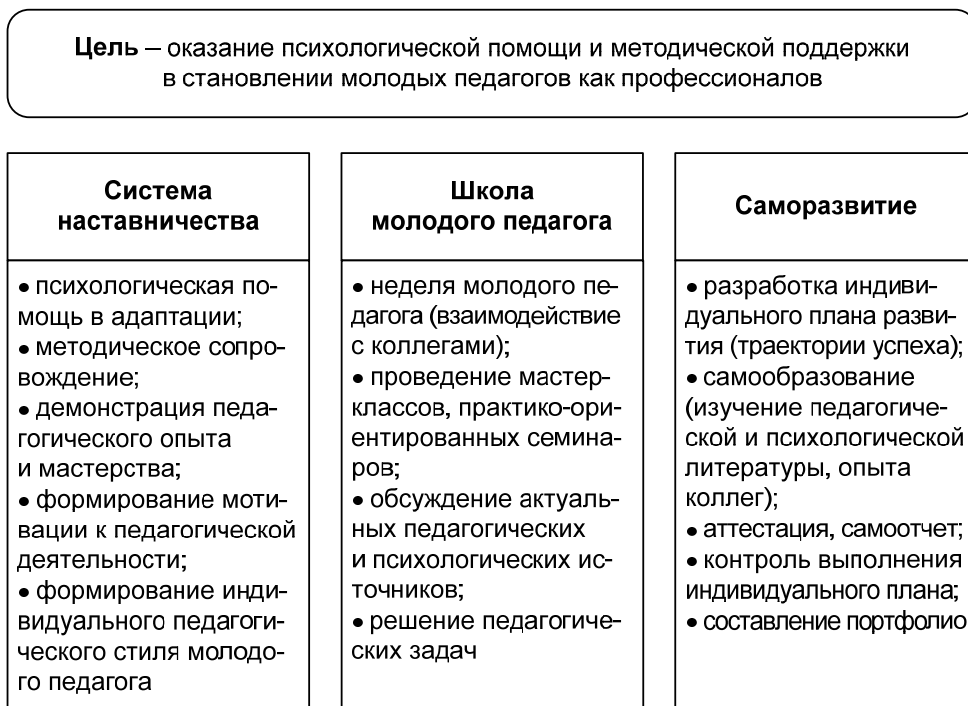 Цель – оказание психологической помощи и методической поддержки
в становлении молодых педагогов как профессионалов
Система
наставничества
• психологическая по-
мощь в адаптации;
• методическое сопро-
вождение;
• демонстрация педа-
гогического опыта
и мастерства;
• формирование моти-
вации к педагогической
деятельности;
• формирование инди-
видуального педагоги-
ческого стиля молодо-
го педагога
Школа
молодого педагога
• неделя молодого пе-
дагога (взаимодействие
с коллегами);
• проведение мастер-
классов, практико-ори-
ентированных семина-
ров;
• обсуждение актуаль-
ных педагогических
и психологических ис-
точников;
• решение педагогиче-
ских задач
Саморазвитие
• разработка индиви-
дуального плана разви-
тия (траектории успеха);
• самообразование
(изучение педагогиче-
ской и психологической
литературы, опыта
коллег);
• аттестация, самоотчет;
• контроль выполнения
индивидуального плана;
• составление портфолио